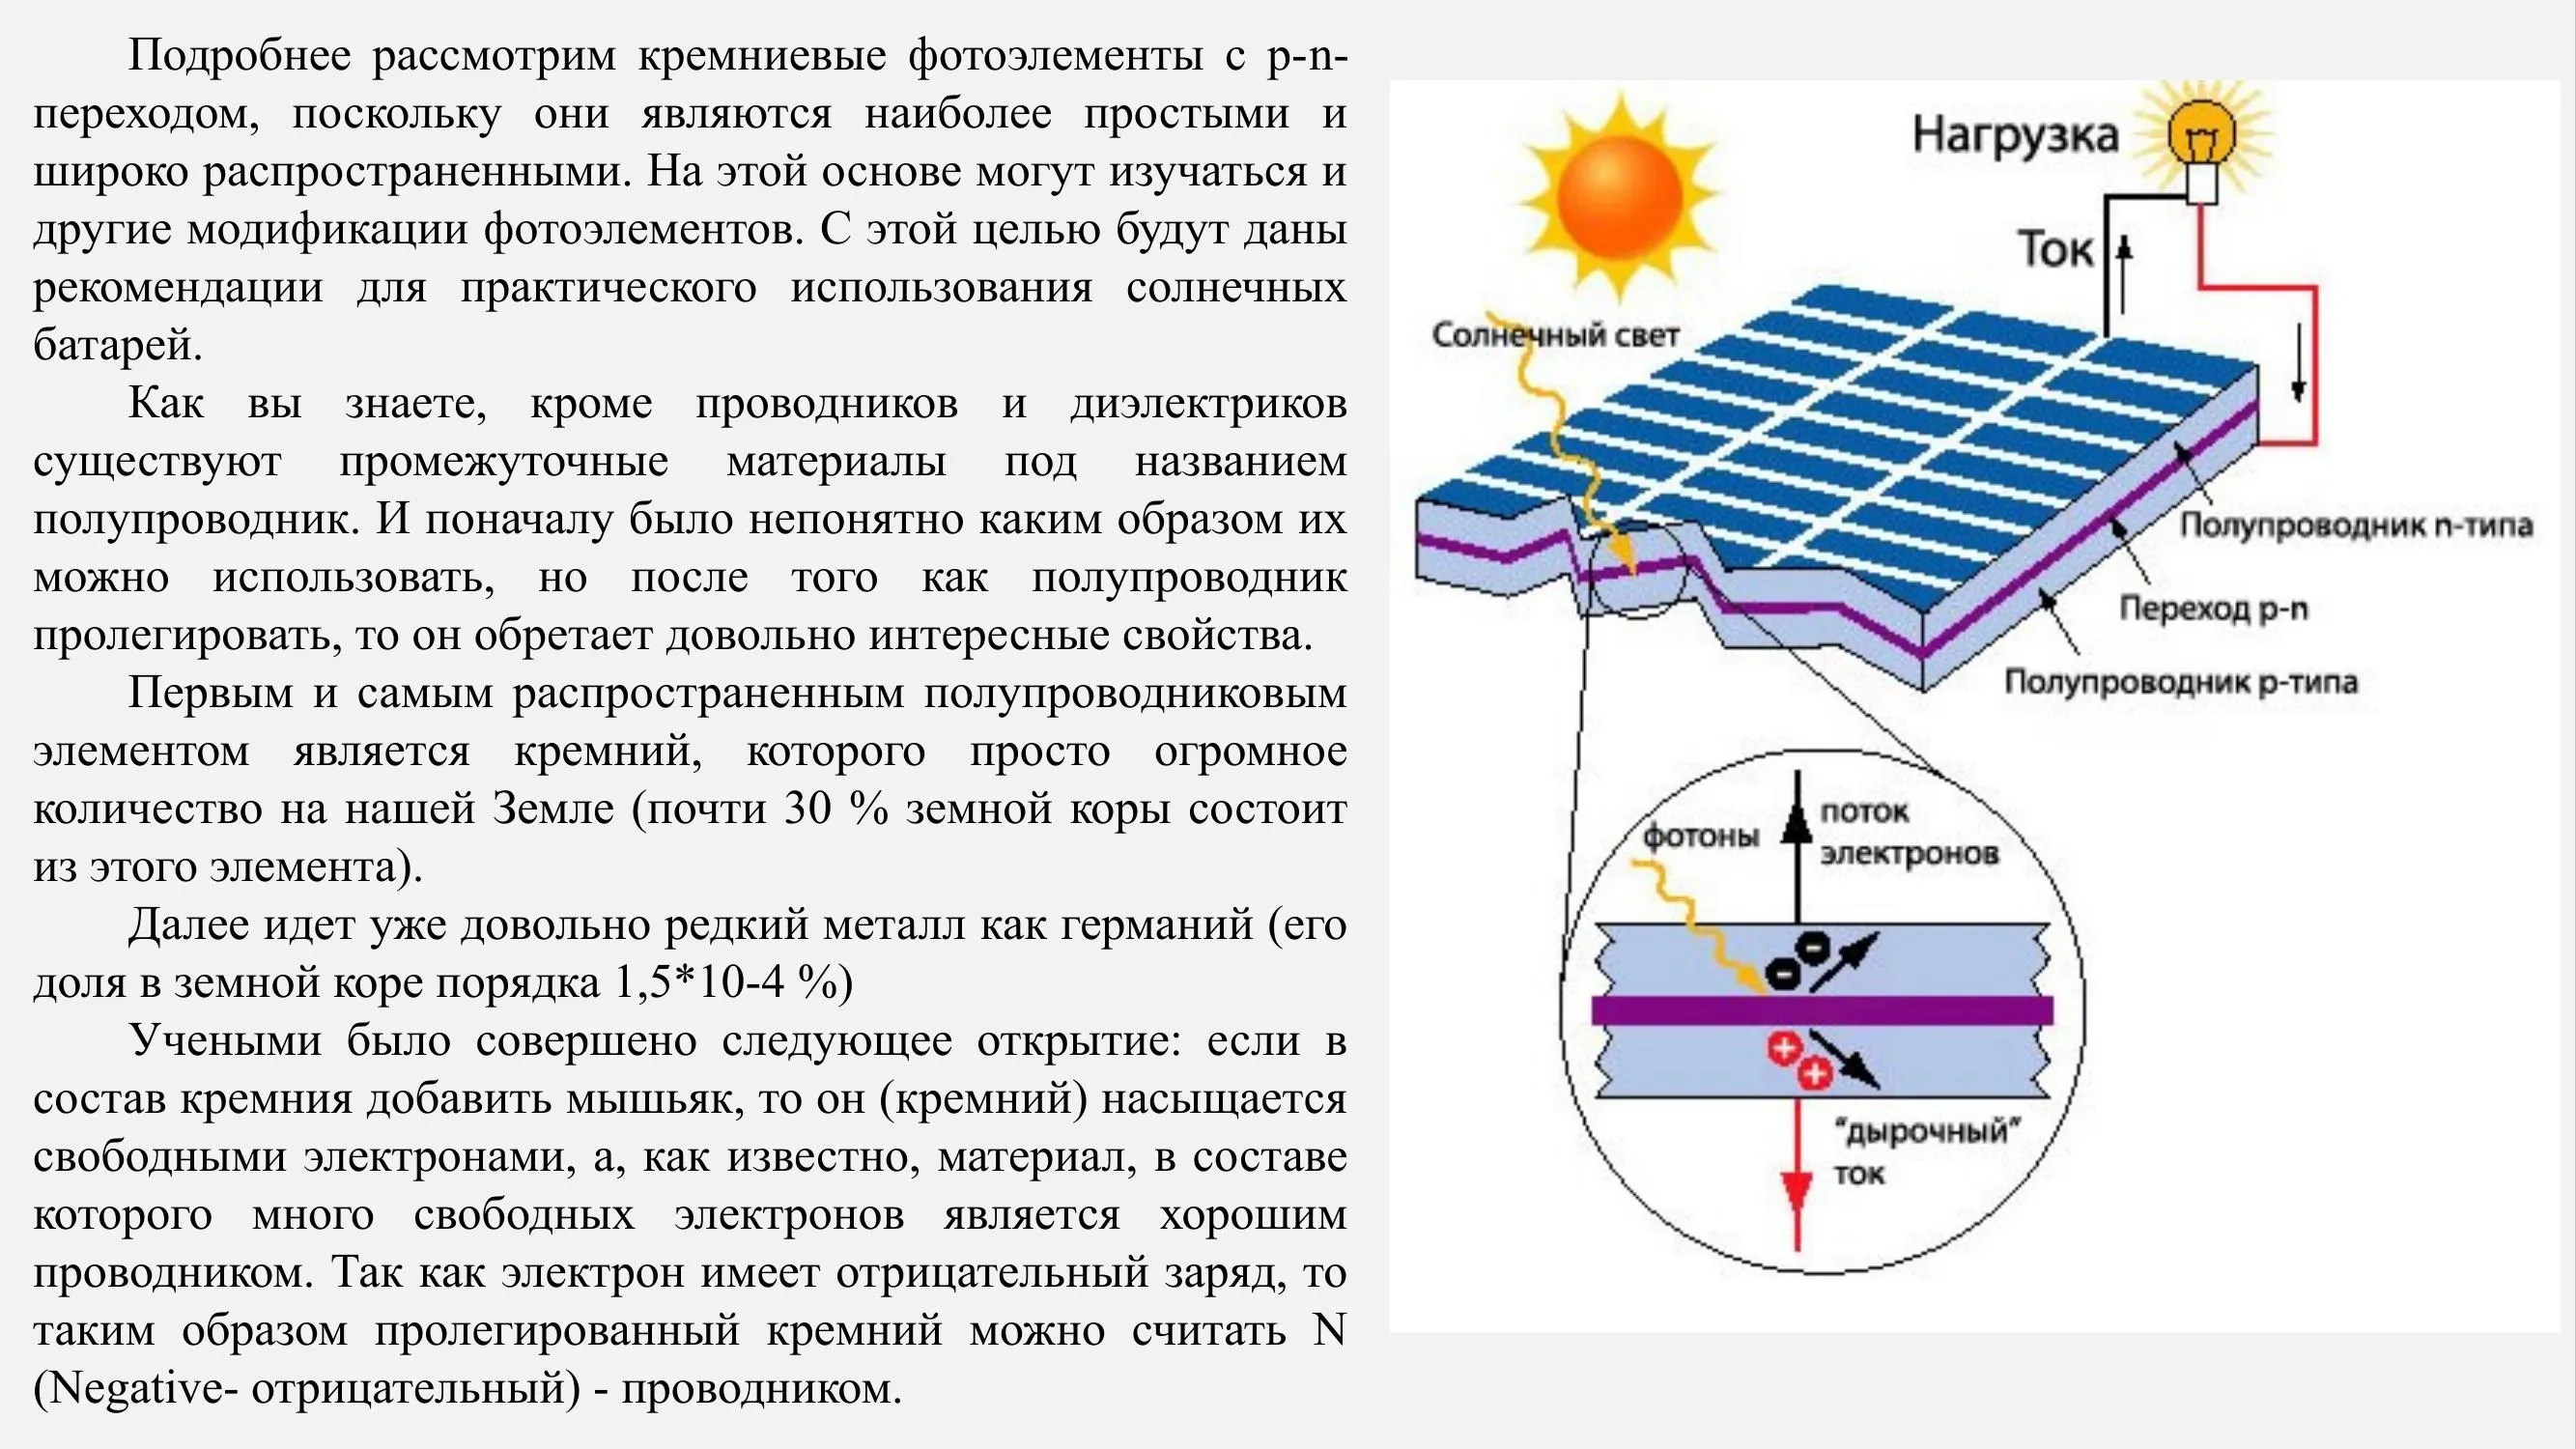 Подробнее рассмотрим кремниевые фотоэлементы с p-n-
переходом, поскольку они являются наиболее простыми и
широко распространенными. На этой основе могут изучаться и
другие модификации фотоэлементов. С этой целью будут даны
рекомендации для практического использования солнечных
батарей.
Как вы знаете, кроме проводников и диэлектриков
существуют промежуточные материалы под названием
полупроводник. И поначалу было непонятно каким образом их
можно использовать, но после того как полупроводник
пролегировать, то он обретает довольно интересные свойства.
Первым и самым распространенным полупроводниковым
элементом является кремний, которого просто огромное
количество на нашей Земле (почти 30 % земной коры состоит
из этого элемента).
Далее идет уже довольно редкий металл как германий (его
доля в земной коре порядка 1,5*10-4 %)
Учеными было совершено следующее открытие: если в
состав кремния добавить мышьяк, то он (кремний) насыщается
свободными электронами, а, как известно, материал, в составе
которого много свободных электронов является хорошим
проводником. Так как электрон имеет отрицательный заряд, то
таким образом пролегированный кремний можно считать N
(Negative- отрицательный) - проводником.
Нагрузка
Ток
Солнечный свет
Полупроводник n-типа
Переход p-n
Полупроводник p-типа
фотоны
поток
электронов
“дырочный”
ток